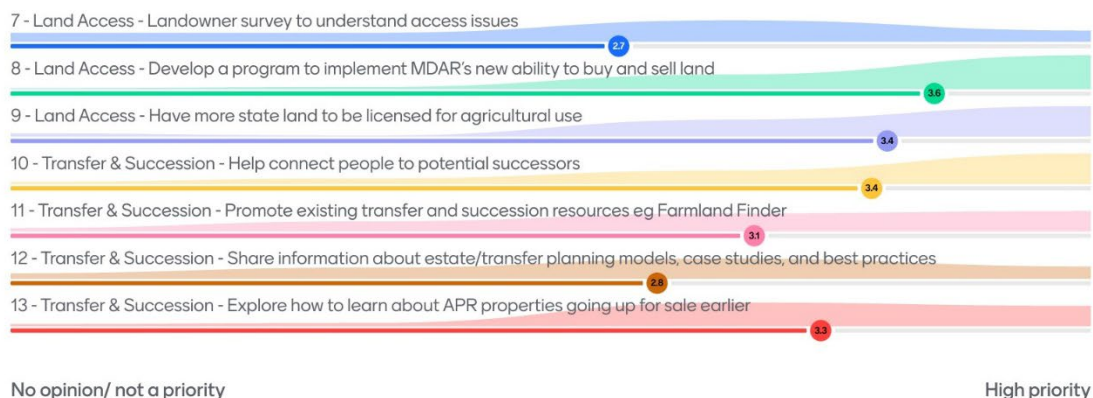 7 - Land Access - Landowner survey to understand access issues
2.7
8 - Land Access - Develop a program to implement MDAR's new ability to buy and sell land
3.6
9 - Land Access - Have more state land to be licensed for agricultural use
3.4
10 - Transfer & Succession - Help connect people to potential successors
3.4
11 - Transfer & Succession - Promote existing transfer and succession resources eg Farmland Finder
3.1
12 - Transfer & Succession - Share information about estate/transfer planning models, case studies, and best practices
2.8
13 - Transfer & Succession - Explore how to learn about APR properties going up for sale earlier
3.3
No opinion/ not a priority High priority